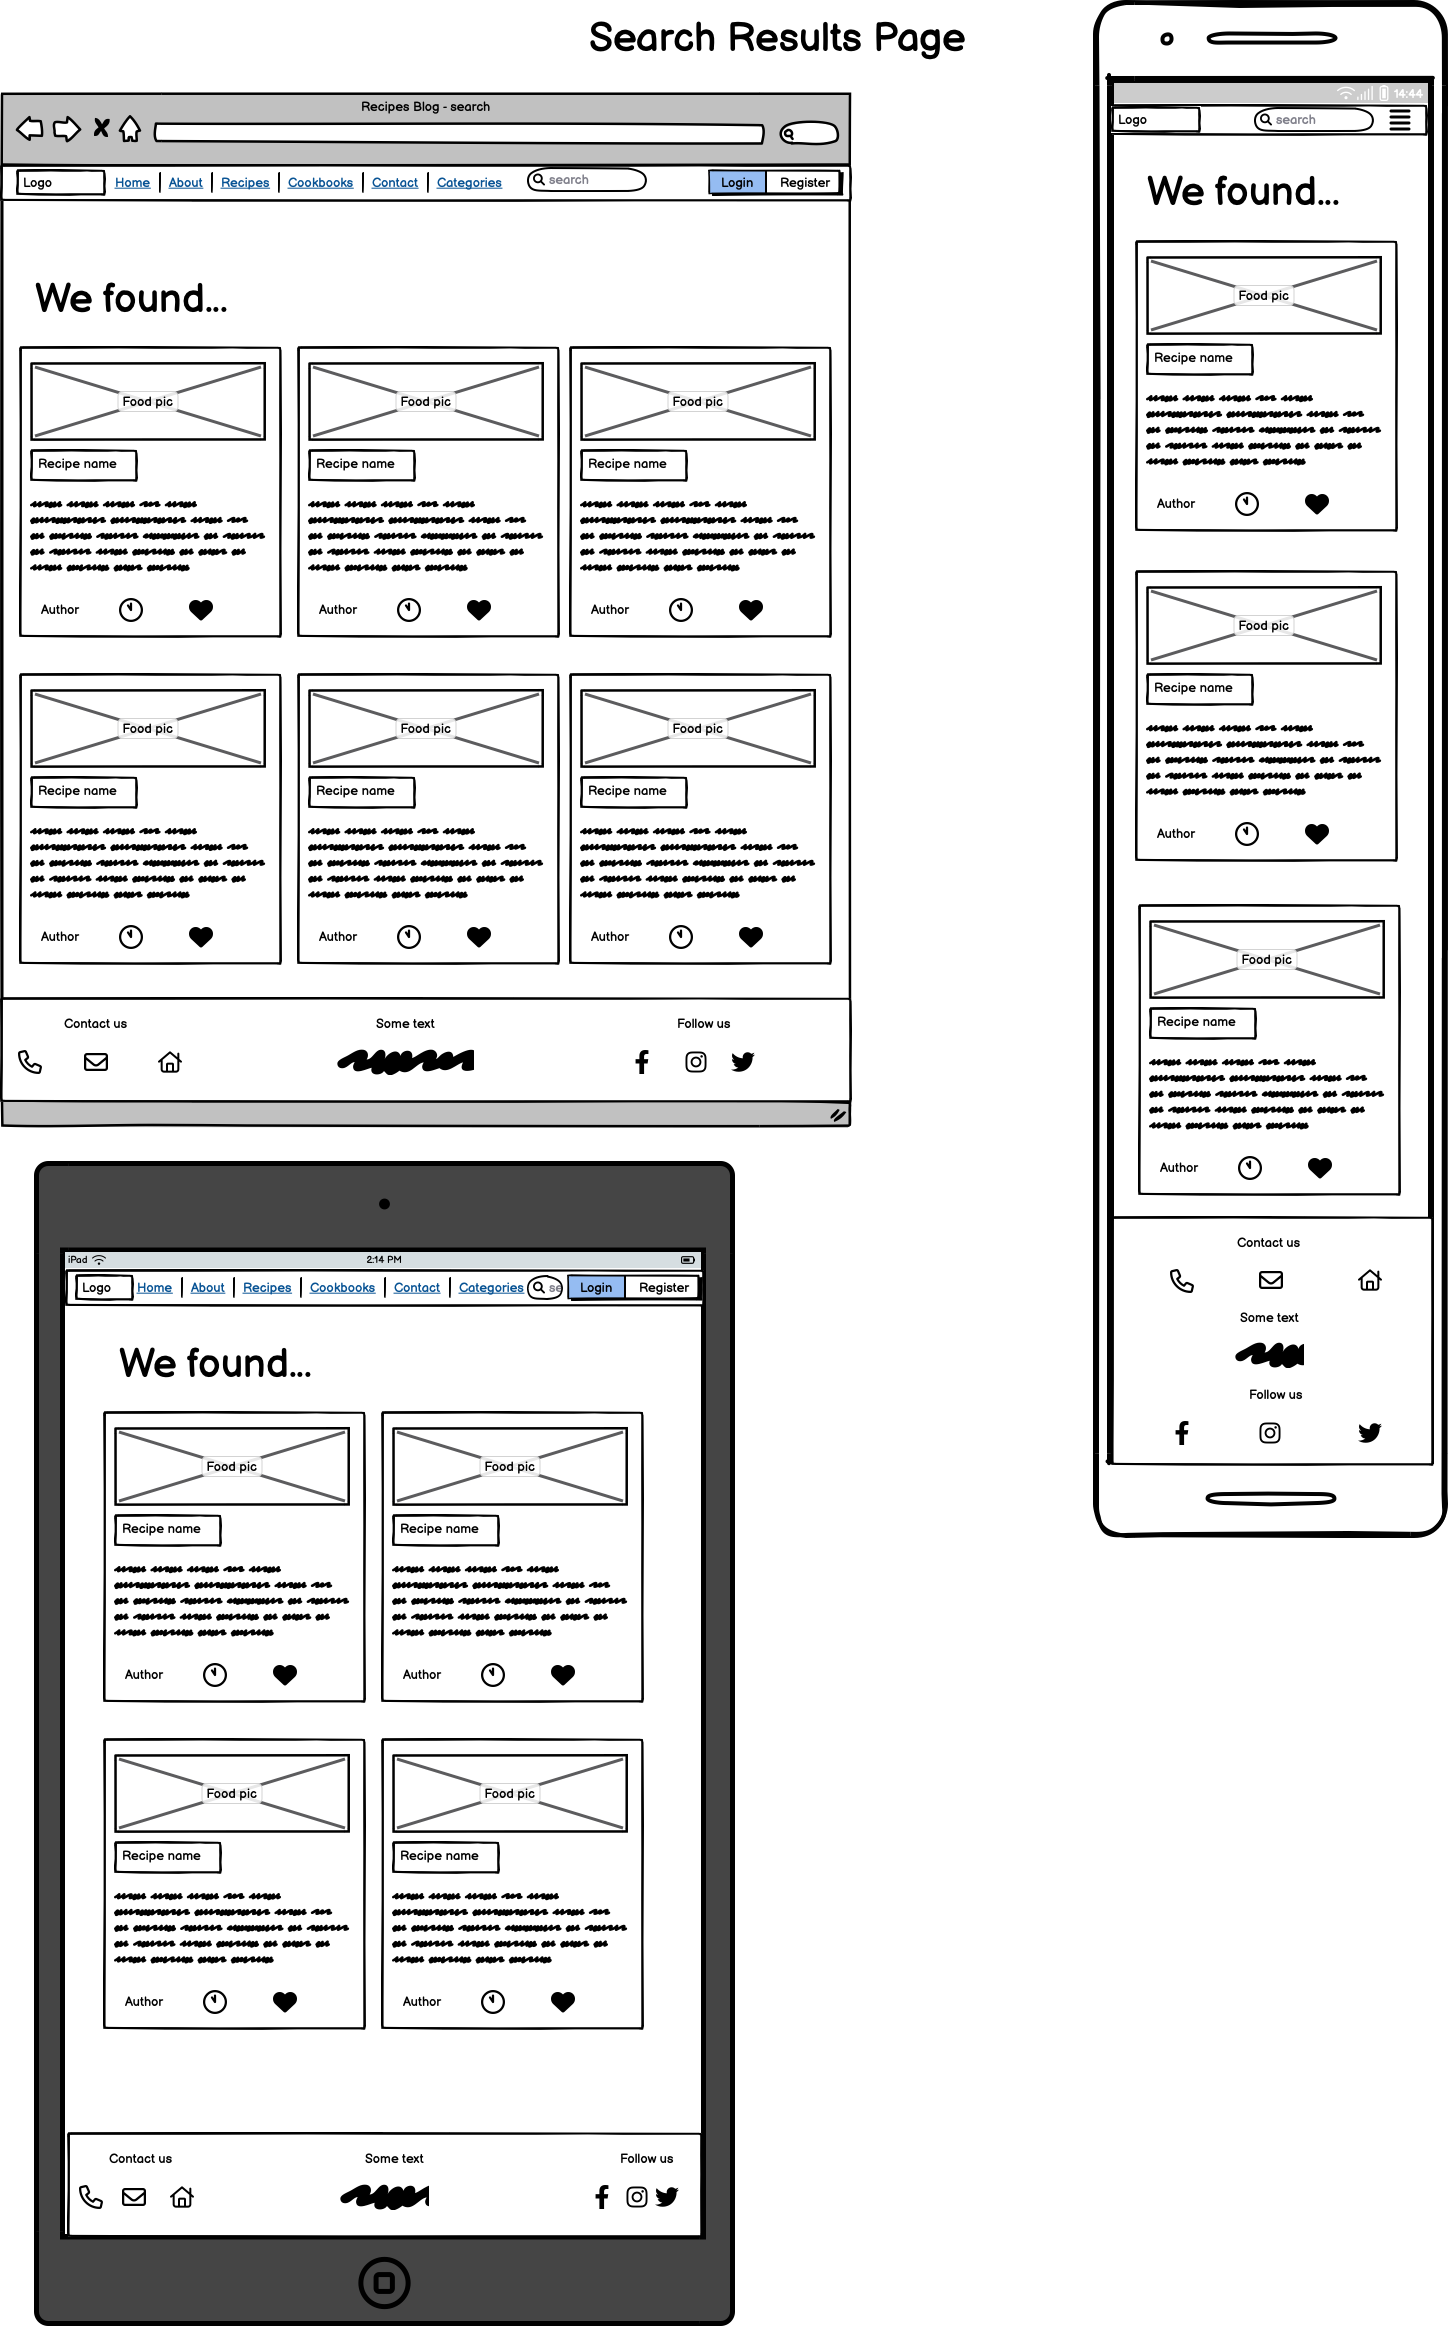 Search Results Page
Recipes Blog - search
Logo Home About Recipes Cookbooks Contact Categories search Login Register
We found...
Food pic Food pic Food pic
Recipe name Recipe name Recipe name
Author Author Author
Food pic Food pic Food pic
Recipe name Recipe name Recipe name
Author Author Author
Contact us Some text Follow us
14:44
Logo search
We found...
Food pic
Recipe name
Author
Food pic
Recipe name
Author
Food pic
Recipe name
Author
Contact us
Some text
Follow us
iPad 2:14 PM
Logo Home About Recipes Cookbooks Contact Categories se Login Register
We found...
Food pic Food pic
Recipe name Recipe name
Author Author
Food pic Food pic
Recipe name Recipe name
Author Author
Contact us Some text Follow us